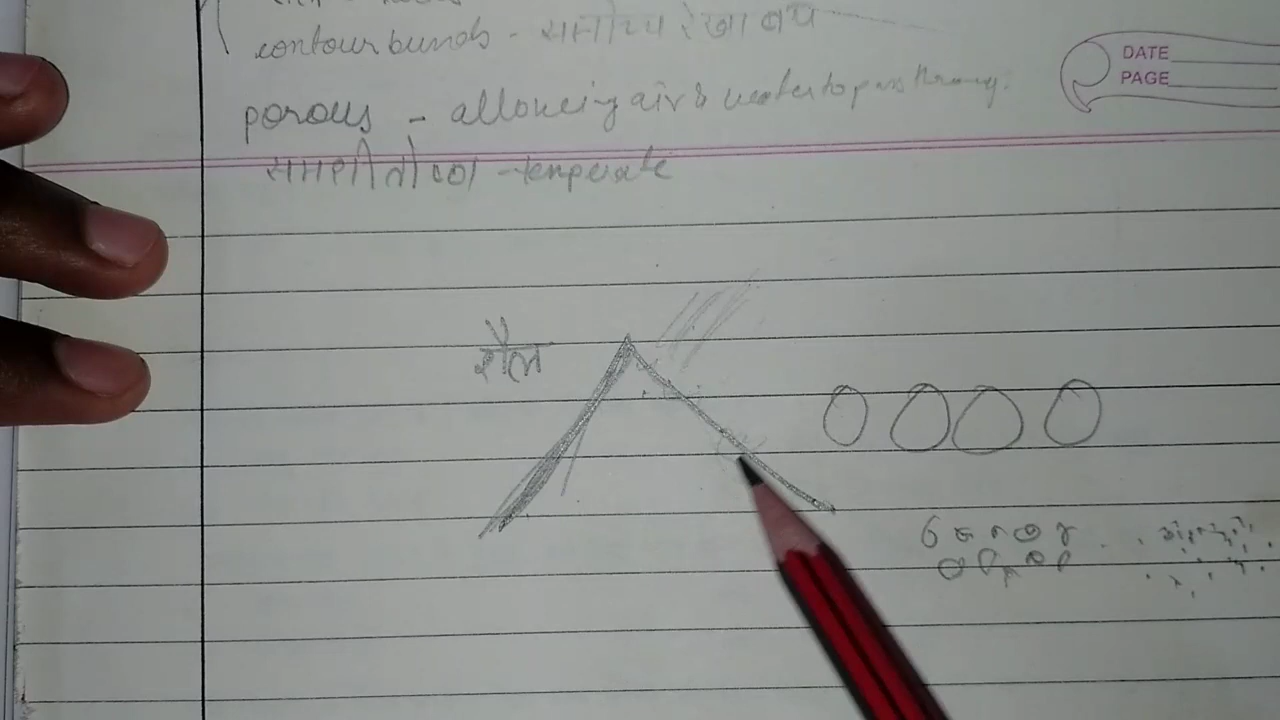 contour bunds - समोच्च रेखा बंध
DATE
PAGE
porous - allowing air & water to pass through.
समशीतोष्ण - temperate
शैल